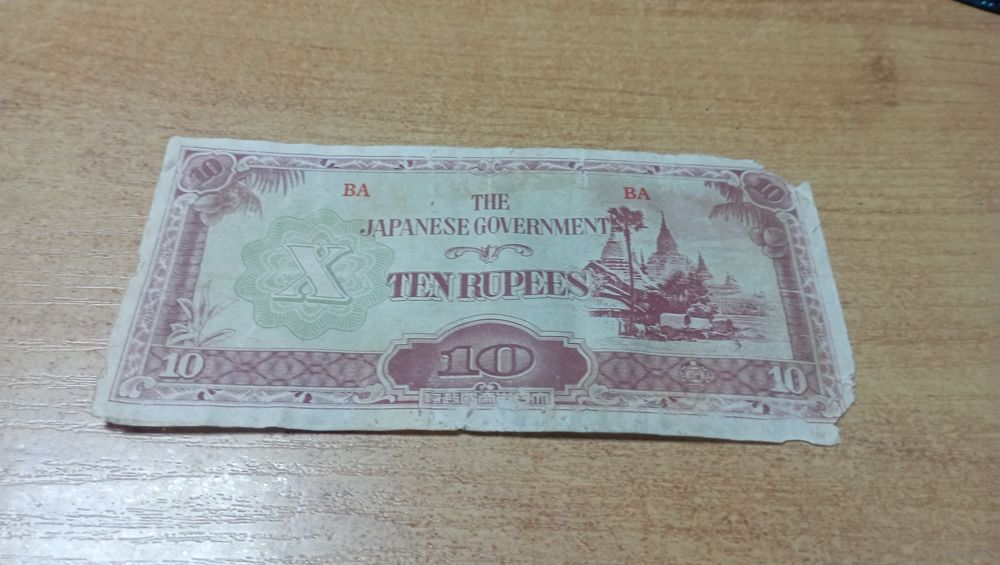 10 10
BA BA
THE
JAPANESE GOVERNMENT
X
TEN RUPEES
10 10 10